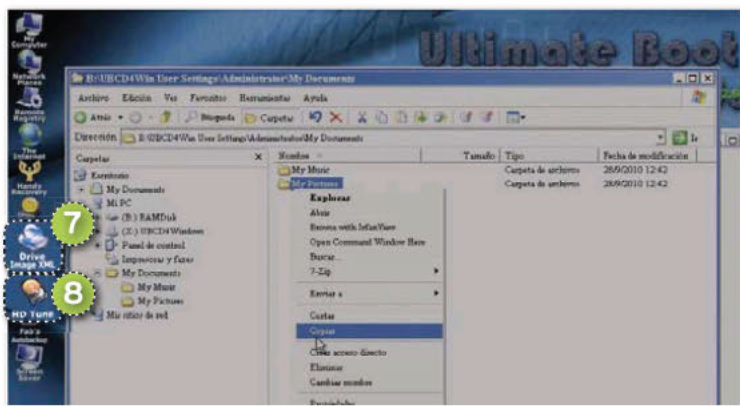 Ultimate Boot
My Computer
Network Places
Remote Registry
The Internet
Handy Recovery
7
Drive Image XML
8
HD Tune
Fab's Autobackup
Screen Saver
B:\UBCD4Win User Settings\Administrator\My Documents
Archivo Edición Ver Favoritos Herramientas Ayuda
Atrás Búsqueda Carpetas
Dirección B:\UBCD4Win User Settings\Administrator\My Documents Ir
Carpetas X
Escritorio
My Documents
Mi PC
(B:) RAMDisk
(Z:) UBCD4Windows
Panel de control
Impresoras y faxes
My Documents
My Music
My Pictures
Mis sitios de red
Nombre Tamaño Tipo Fecha de modificación
My Music Carpeta de archivos 28/9/2010 12:42
My Pictures Carpeta de archivos 28/9/2010 12:42
Explorar
Abrir
Browse with IrfanView
Open Command Window Here
Buscar...
7-Zip
Enviar a
Cortar
Copiar
Crear acceso directo
Eliminar
Cambiar nombre
Propiedades